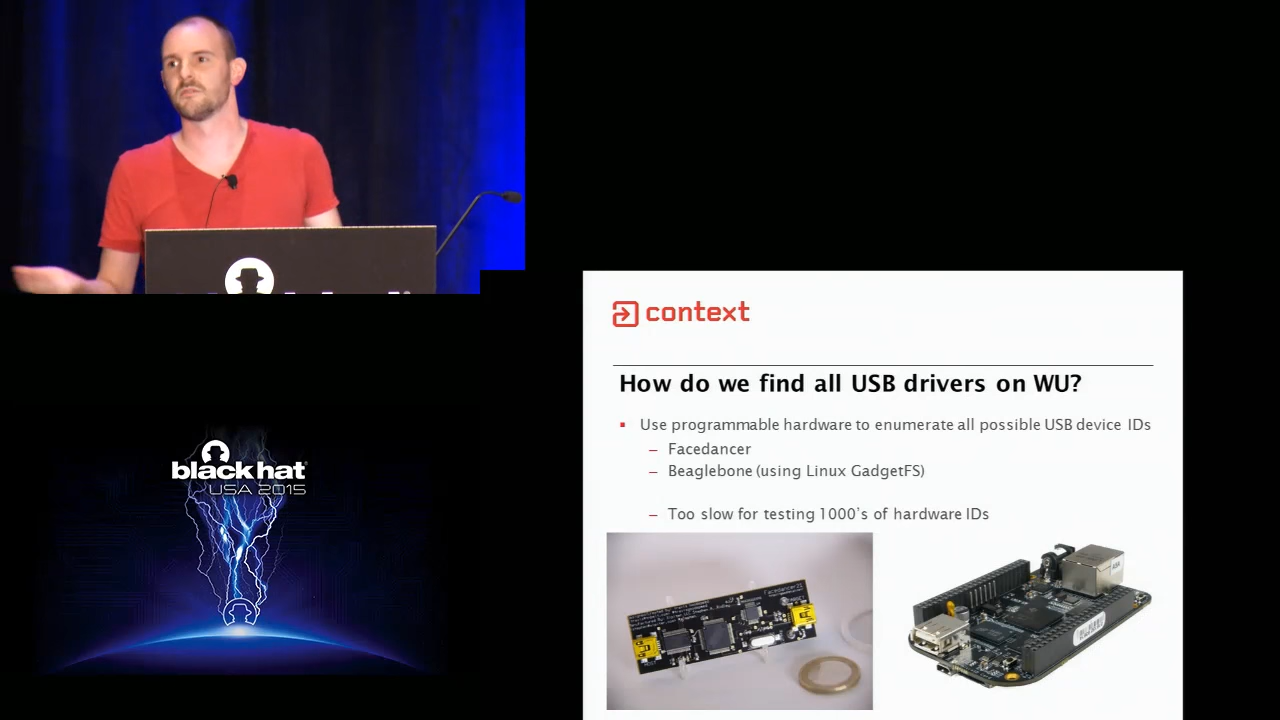 context
How do we find all USB drivers on WU?
▪ Use programmable hardware to enumerate all possible USB device IDs
– Facedancer
– Beaglebone (using Linux GadgetFS)
– Too slow for testing 1000's of hardware IDs
Facedancer21
black hat
USA 2015